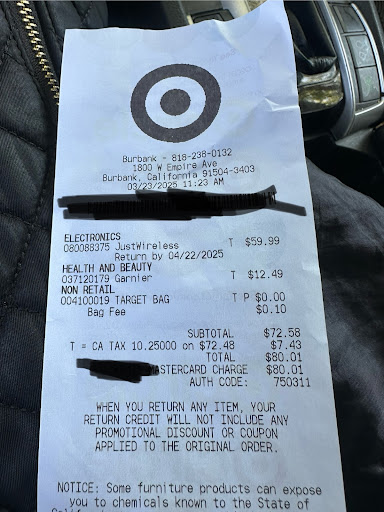 Burbank - 818-238-0132
1800 W Empire Ave
Burbank, California 91504-3403
03/23/2025 11:23 AM
ELECTRONICS
080088375 JustWireless T $59.99
Return by 04/22/2025
HEALTH AND BEAUTY
037120179 Garnier T $12.49
NON RETAIL
004100019 TARGET BAG T P $0.00
Bag Fee $0.10
SUBTOTAL $72.58
T = CA TAX 10.25000 on $72.48 $7.43
TOTAL $80.01
ASTERCARD CHARGE $80.01
AUTH CODE: 750311
WHEN YOU RETURN ANY ITEM, YOUR
RETURN CREDIT WILL NOT INCLUDE ANY
PROMOTIONAL DISCOUNT OR COUPON
APPLIED TO THE ORIGINAL ORDER.
NOTICE: Some furniture products can expose
you to chemicals known to the State of